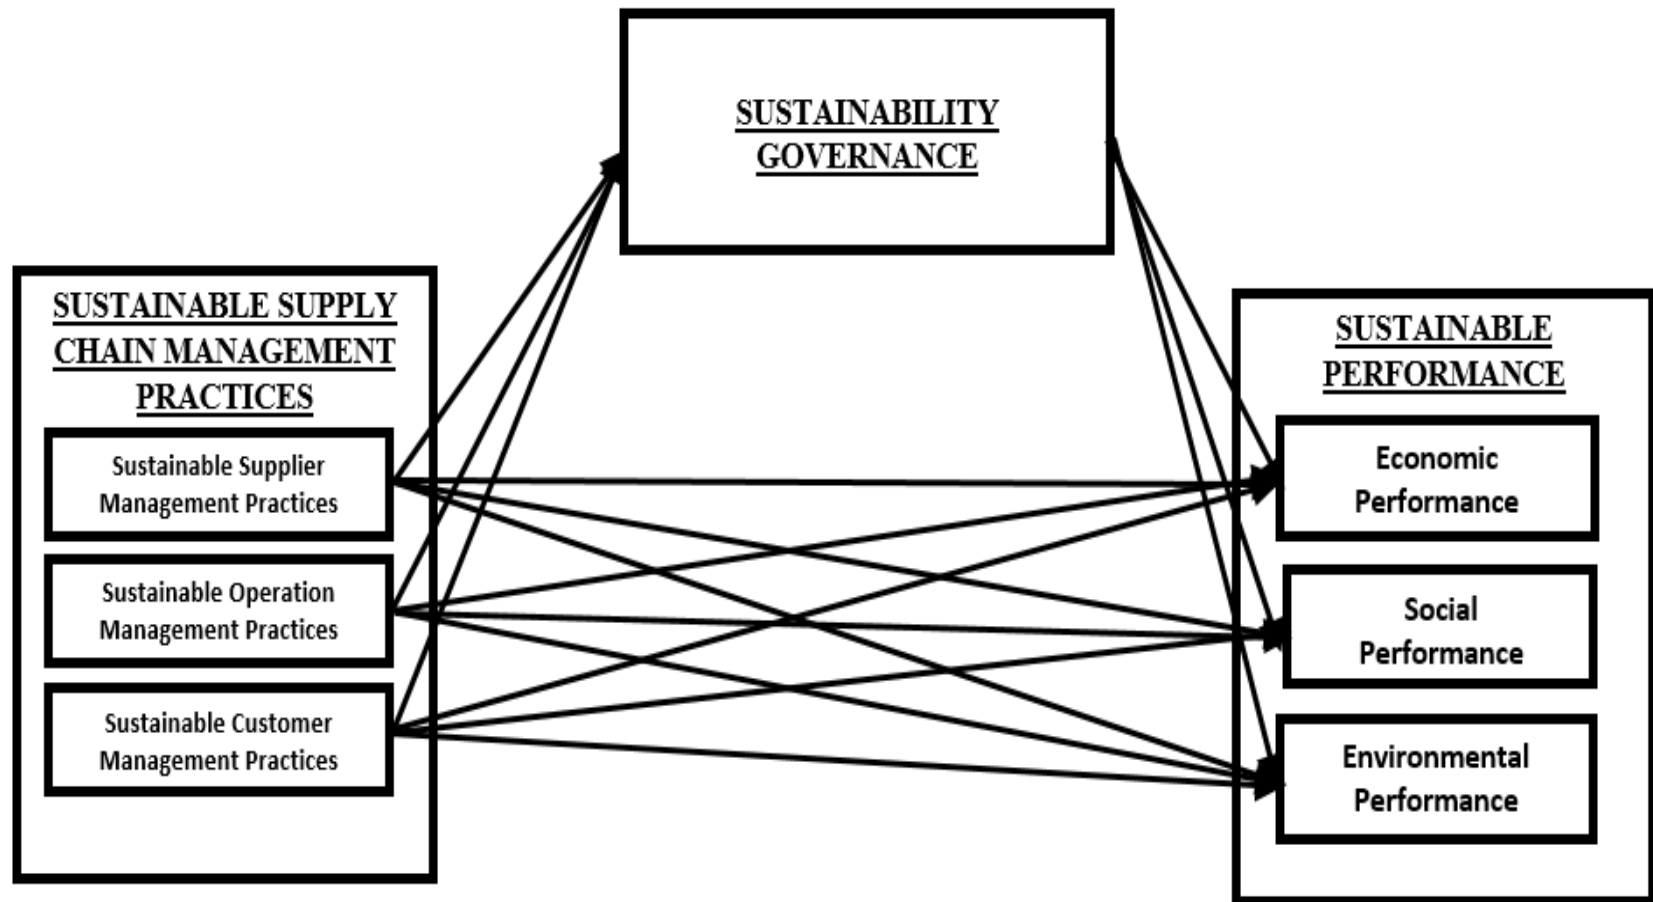 SUSTAINABILITY
GOVERNANCE
SUSTAINABLE SUPPLY
CHAIN MANAGEMENT
PRACTICES
Sustainable Supplier
Management Practices
Sustainable Operation
Management Practices
Sustainable Customer
Management Practices
SUSTAINABLE
PERFORMANCE
Economic
Performance
Social
Performance
Environmental
Performance